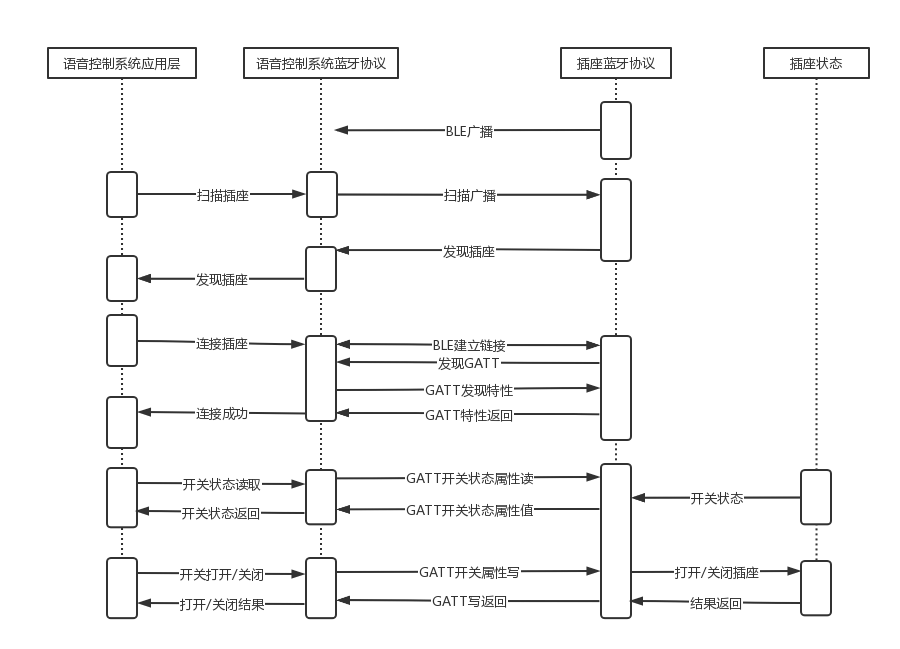 语音控制系统应用层
语音控制系统蓝牙协议
插座蓝牙协议
插座状态
BLE广播
扫描插座
扫描广播
发现插座
发现插座
连接插座
BLE建立链接
发现GATT
GATT发现特性
连接成功
GATT特性返回
开关状态读取
GATT开关状态属性读
开关状态
开关状态返回
GATT开关状态属性值
开关打开/关闭
GATT开关属性写
打开/关闭插座
打开/关闭结果
GATT写返回
结果返回